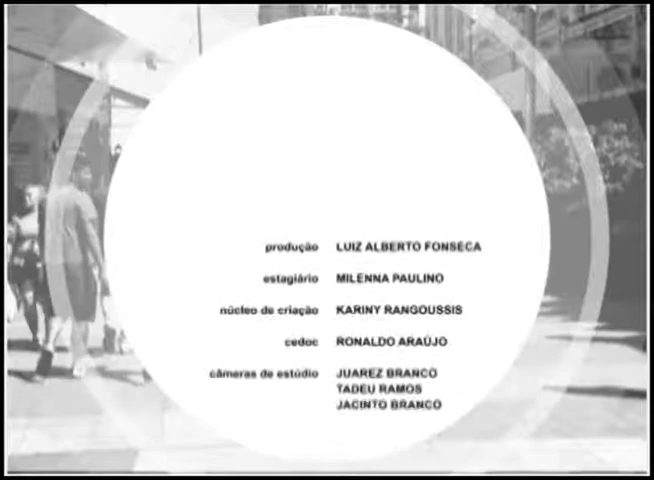 produção LUIZ ALBERTO FONSECA
estagiário MILENNA PAULINO
núcleo de criação KARINY RANGOUSSIS
cedoc RONALDO ARAÚJO
câmeras de estúdio JUAREZ BRANCO
TADEU RAMOS
JACINTO BRANCO